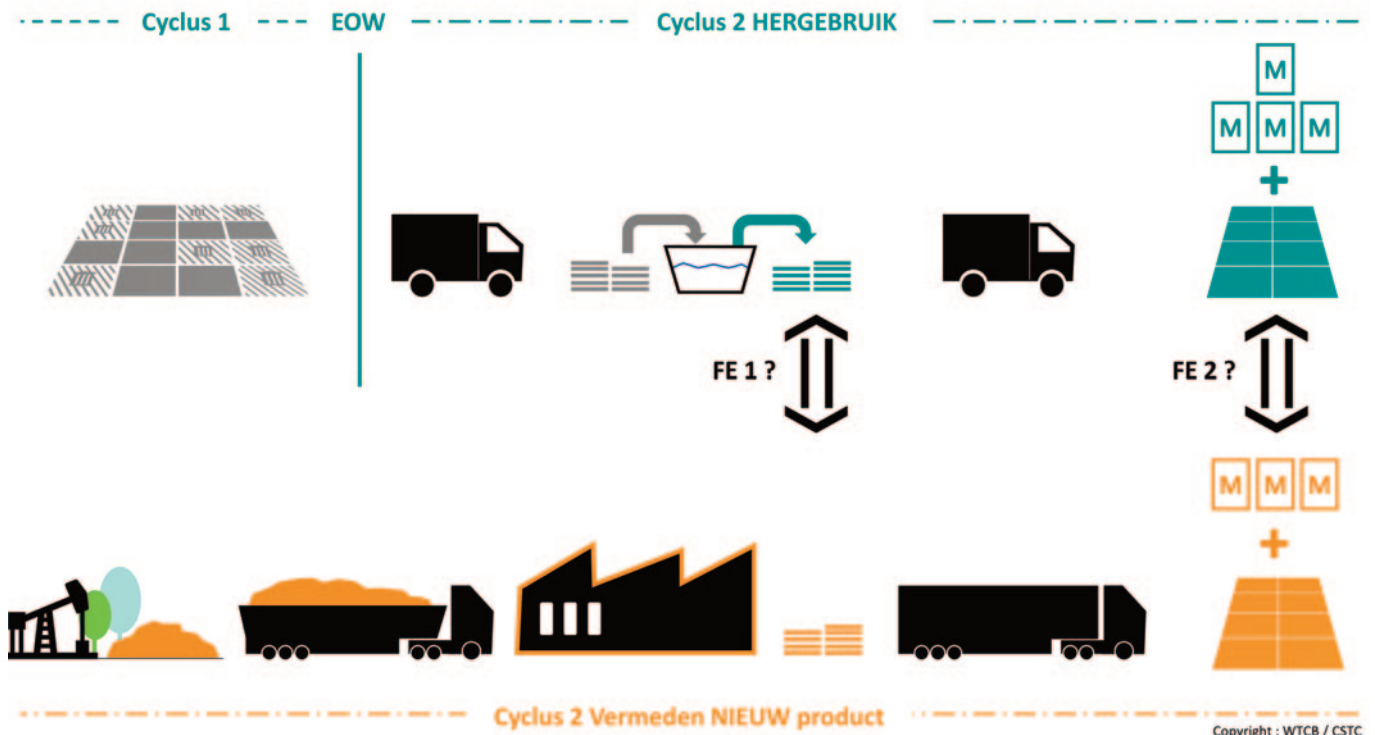 Cyclus 1
EOW
Cyclus 2 HERGEBRUIK
M
M M M
+
FE 1 ?
FE 2 ?
M M M
+
Cyclus 2 Vermeden NIEUW product
Copyright : WTCB / CSTC